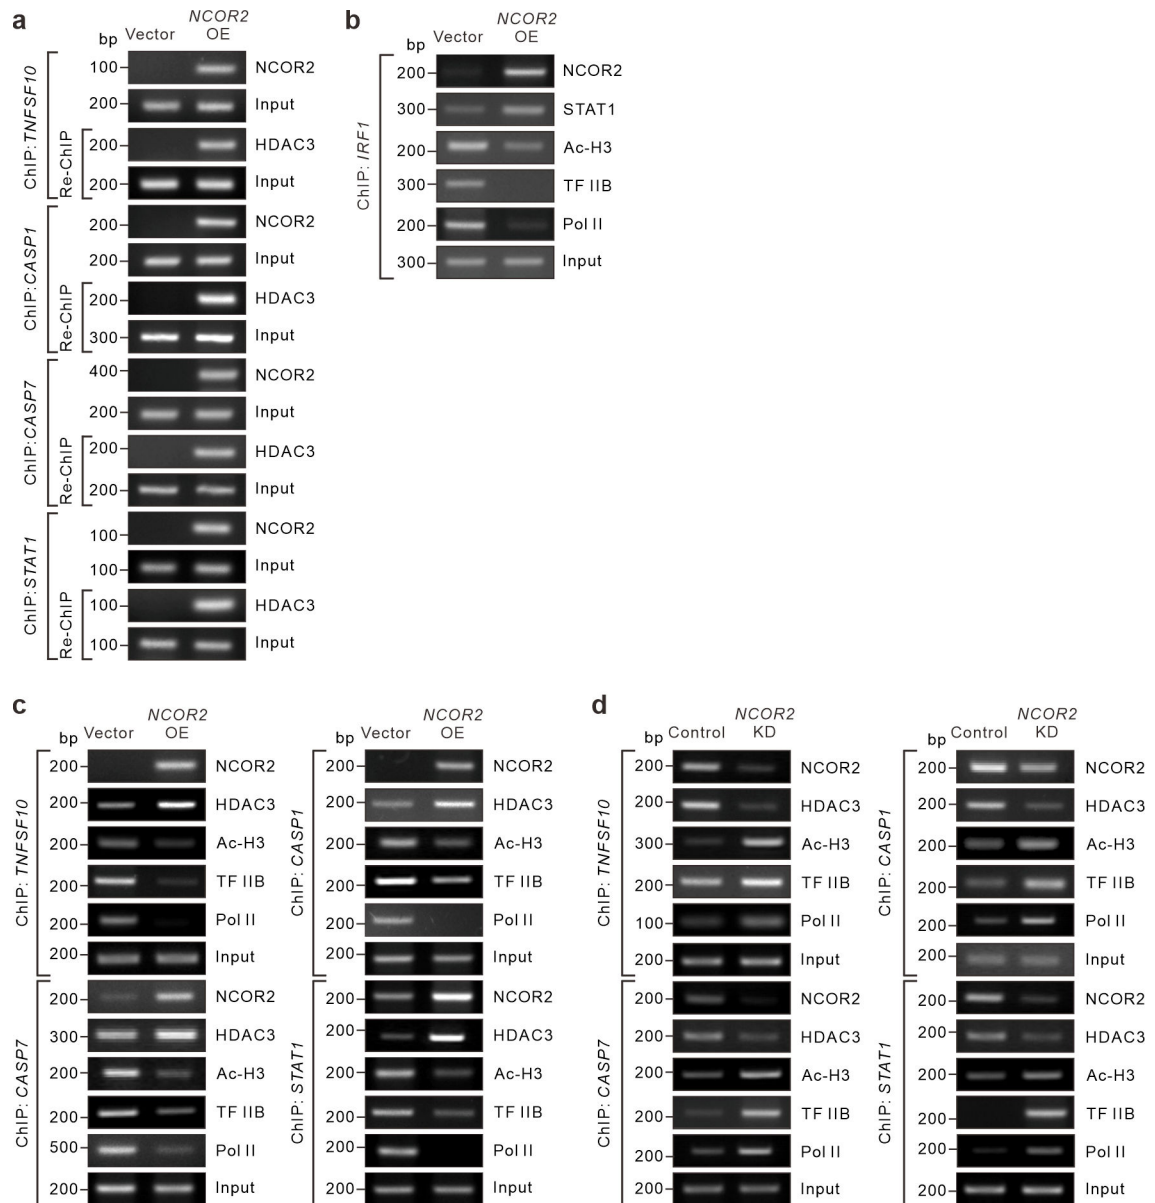 a
NCOR2
bp Vector OE
ChIP: TNFSF10
100 NCOR2
200 Input
Re-ChIP
200 HDAC3
200 Input
ChIP: CASP1
200 NCOR2
200 Input
Re-ChIP
200 HDAC3
300 Input
ChIP: CASP7
400 NCOR2
200 Input
Re-ChIP
200 HDAC3
200 Input
ChIP: STAT1
100 NCOR2
100 Input
Re-ChIP
100 HDAC3
100 Input
b
NCOR2
bp Vector OE
ChIP: IRF1
200 NCOR2
300 STAT1
200 Ac-H3
300 TF IIB
200 Pol II
300 Input
c
NCOR2
bp Vector OE
ChIP: TNFSF10
200 NCOR2
200 HDAC3
200 Ac-H3
200 TF IIB
200 Pol II
200 Input
ChIP: CASP7
200 NCOR2
300 HDAC3
200 Ac-H3
200 TF IIB
500 Pol II
200 Input
NCOR2
bp Vector OE
ChIP: CASP1
200 NCOR2
200 HDAC3
200 Ac-H3
200 TF IIB
200 Pol II
200 Input
ChIP: STAT1
200 NCOR2
200 HDAC3
200 Ac-H3
200 TF IIB
200 Pol II
200 Input
d
NCOR2
bp Control KD
ChIP: TNFSF10
200 NCOR2
200 HDAC3
300 Ac-H3
200 TF IIB
100 Pol II
200 Input
ChIP: CASP7
200 NCOR2
200 HDAC3
200 Ac-H3
200 TF IIB
200 Pol II
200 Input
NCOR2
bp Control KD
ChIP: CASP1
200 NCOR2
200 HDAC3
200 Ac-H3
200 TF IIB
200 Pol II
200 Input
ChIP: STAT1
200 NCOR2
200 HDAC3
200 Ac-H3
200 TF IIB
200 Pol II
200 Input